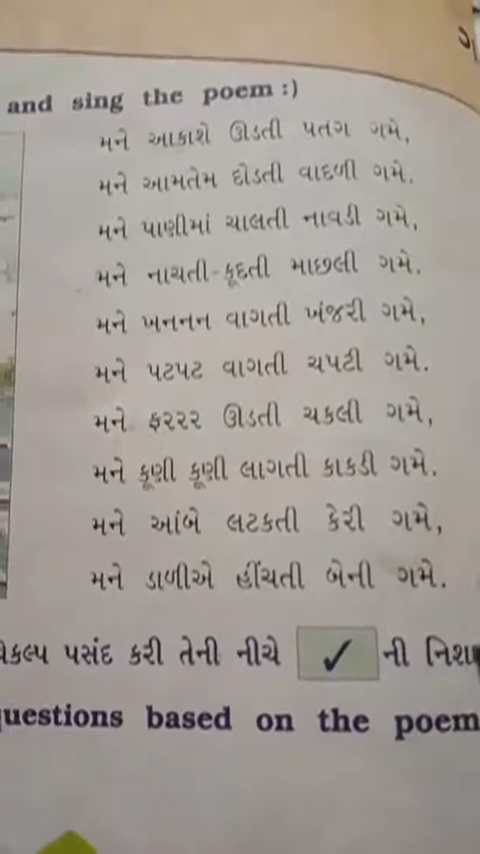 and sing the poem :)
મને આકાશે ઊડતી પતંગ ગમે,
મને આમતેમ દોડતી વાદળી ગમે.
મને પાણીમાં ચાલતી નાવડી ગમે,
મને નાચતી-કૂદતી માછલી ગમે.
મને ખનનન વાગતી ખંજરી ગમે,
મને પટપટ વાગતી ચપટી ગમે.
મને ફરરર ઊડતી ચકલી ગમે,
મને કૂણી કૂણી લાગતી કાકડી ગમે.
મને આંબે લટકતી કેરી ગમે,
મને ડાળીએ હીંચતી બેની ગમે.
પસંદ કરી તેની નીચે ✓ ની
based on the poem